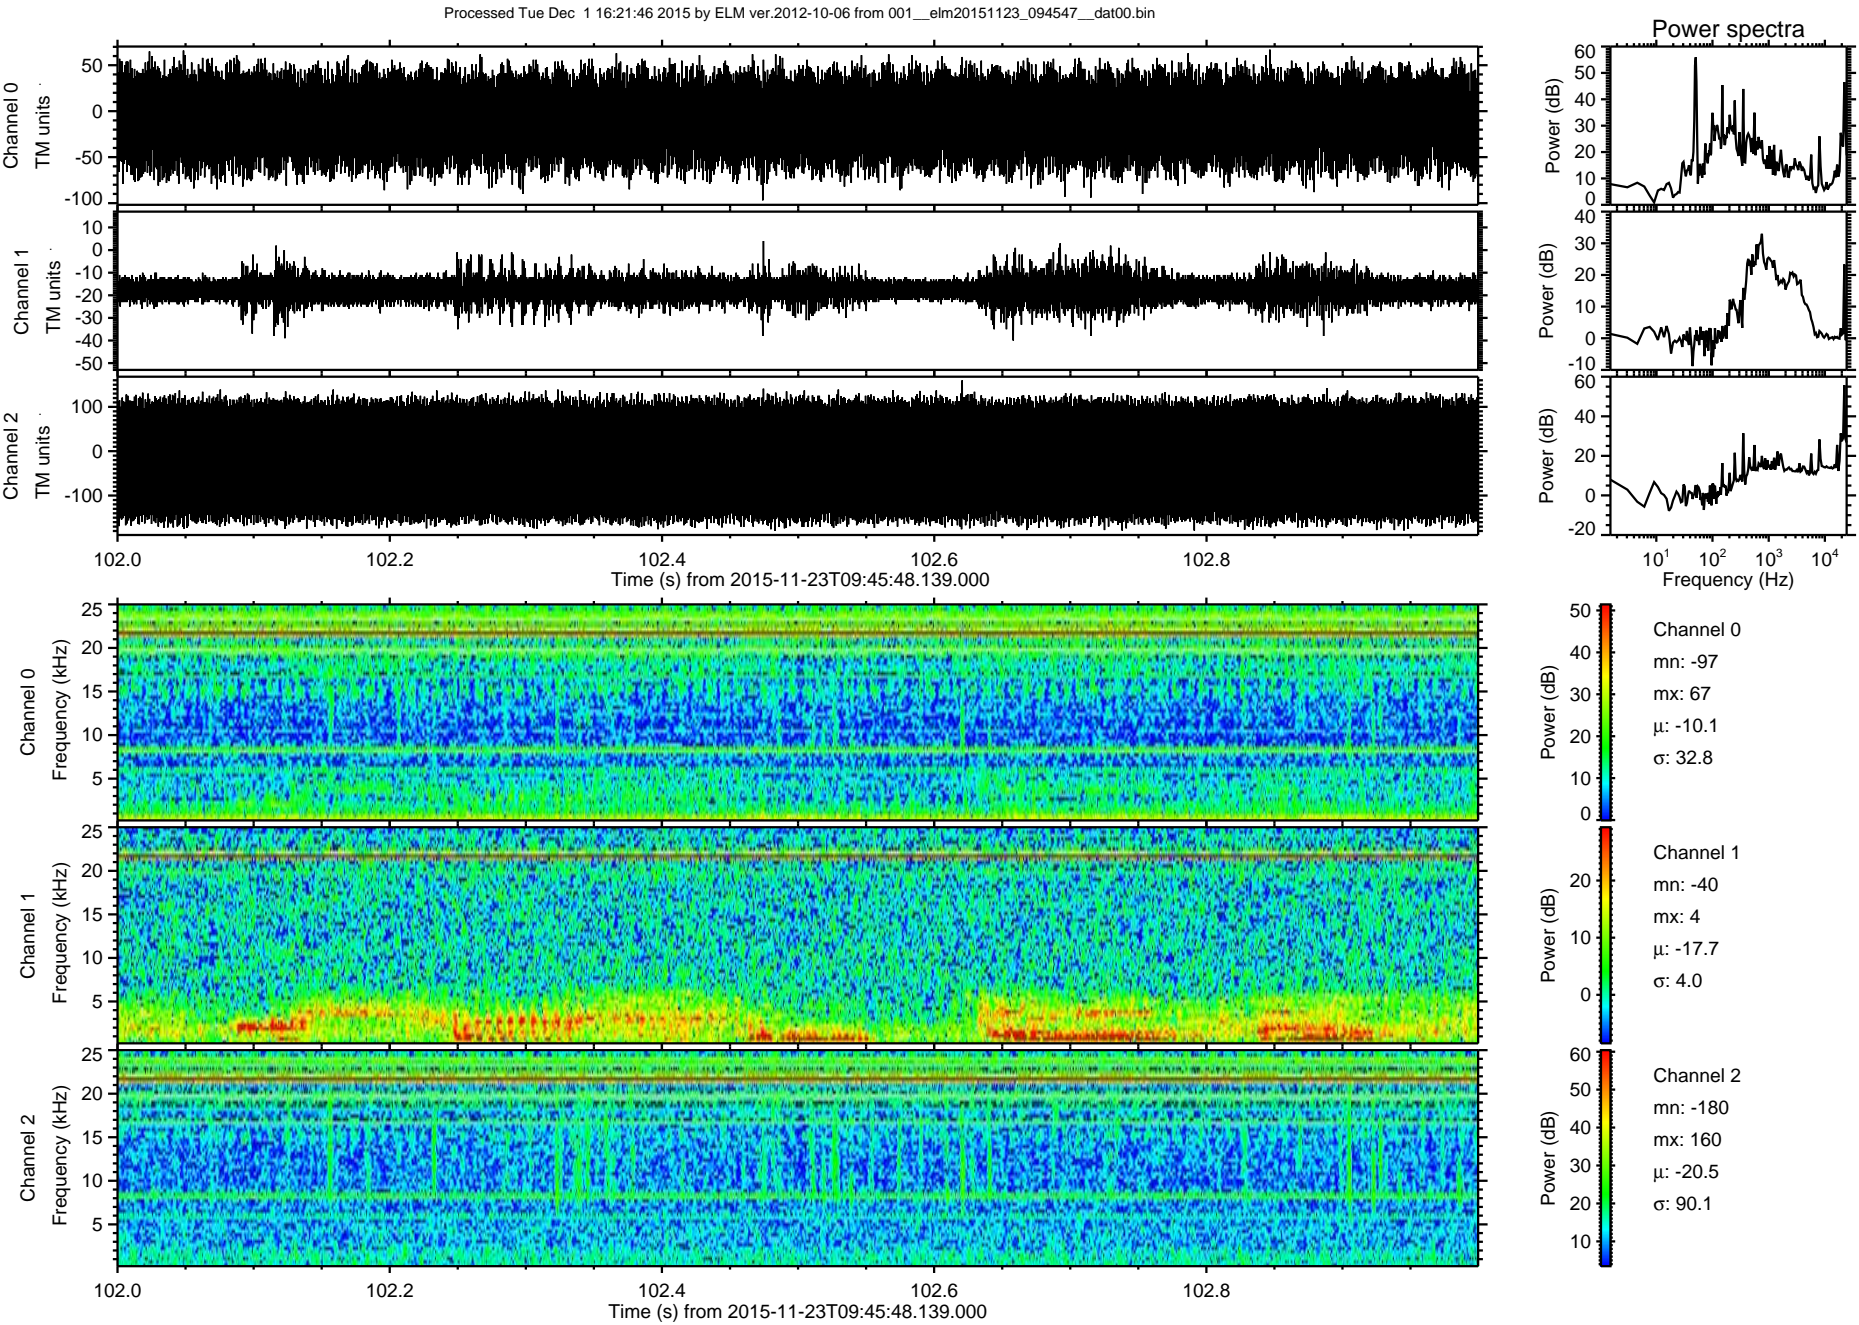 Processed Tue Dec 1 16:21:46 2015 by ELM ver.2012-10-06 from 001__elm20151123_094547__dat00.bin
Power spectra
Channel 0
TM units
50
0
-50
-100
Power (dB)
60
50
40
30
20
10
0
Channel 1
TM units
10
0
-10
-20
-30
-40
-50
Power (dB)
40
30
20
10
0
-10
Channel 2
TM units
100
0
-100
Power (dB)
60
40
20
0
-20
102.0 102.2 102.4 102.6 102.8
Time (s) from 2015-11-23T09:45:48.139.000
10¹ 10² 10³ 10⁴
Frequency (Hz)
Channel 0
Frequency (kHz)
25
20
15
10
5
Power (dB)
50
40
30
20
10
0
Channel 0
mn: -97
mx: 67
μ: -10.1
σ: 32.8
Channel 1
Frequency (kHz)
25
20
15
10
5
Power (dB)
20
10
0
Channel 1
mn: -40
mx: 4
μ: -17.7
σ: 4.0
Channel 2
Frequency (kHz)
25
20
15
10
5
Power (dB)
60
50
40
30
20
10
Channel 2
mn: -180
mx: 160
μ: -20.5
σ: 90.1
102.0 102.2 102.4 102.6 102.8
Time (s) from 2015-11-23T09:45:48.139.000